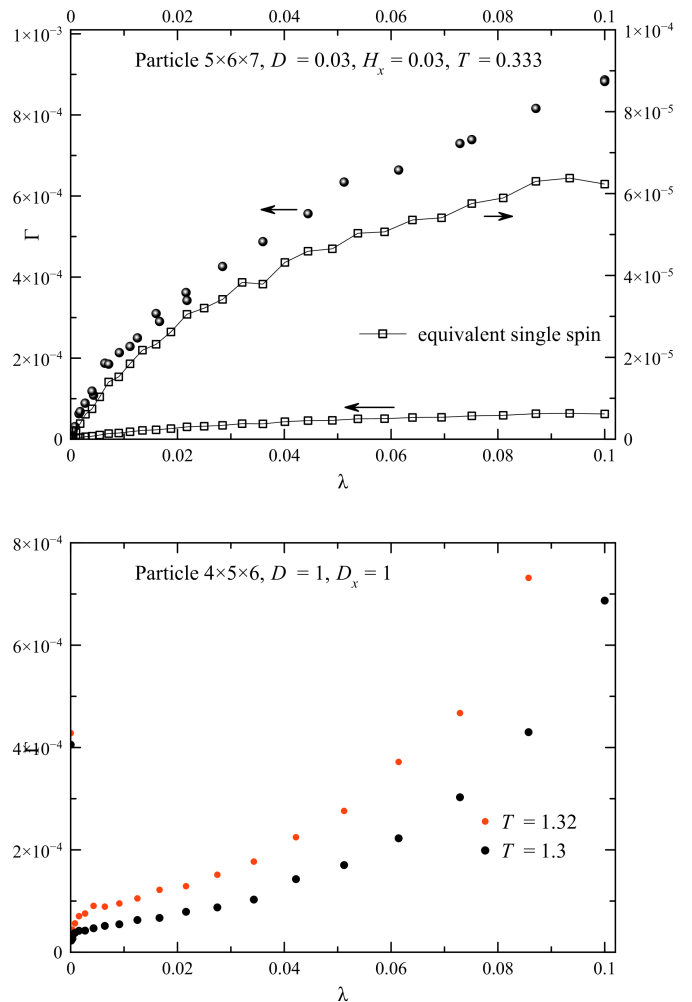 0 0.02 0.04 0.06 0.08 0.1
1×10⁻³ 1×10⁻⁴
Particle 5×6×7, D = 0.03, Hₓ = 0.03, T = 0.333
8×10⁻⁴ 8×10⁻⁵
6×10⁻⁴ 6×10⁻⁵
Γ
4×10⁻⁴ 4×10⁻⁵
equivalent single spin
2×10⁻⁴ 2×10⁻⁵
0 0
0 0.02 0.04 0.06 0.08 0.1
λ
8×10⁻⁴
Particle 4×5×6, D = 1, Dₓ = 1
6×10⁻⁴
4×10⁻⁴
T = 1.32
2×10⁻⁴ T = 1.3
0
0 0.02 0.04 0.06 0.08 0.1
λ